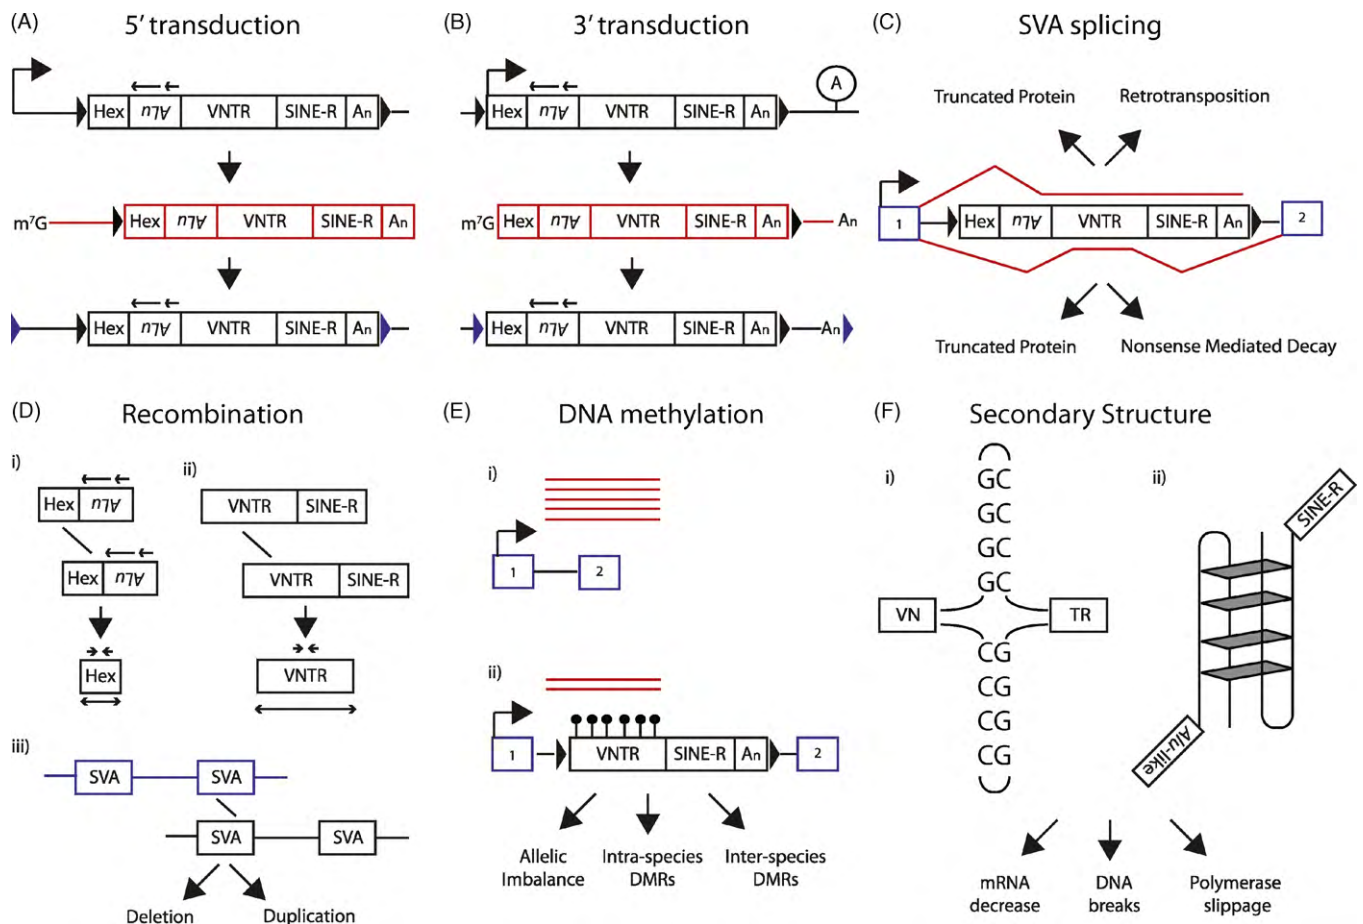 (A) 5′ transduction
Hex Alu VNTR SINE-R An
m⁷G Hex Alu VNTR SINE-R An
Hex Alu VNTR SINE-R An
(B) 3′ transduction
A
Hex Alu VNTR SINE-R An
m⁷G Hex Alu VNTR SINE-R An An
Hex Alu VNTR SINE-R An An
(C) SVA splicing
Truncated Protein Retrotransposition
1 Hex Alu VNTR SINE-R An 2
Truncated Protein Nonsense Mediated Decay
(D) Recombination
i)
Hex Alu
Hex Alu
Hex
ii)
VNTR SINE-R
VNTR SINE-R
VNTR
iii)
SVA SVA
SVA SVA
Deletion Duplication
(E) DNA methylation
i)
1 2
ii)
1 VNTR SINE-R An 2
Allelic Imbalance
Intra-species DMRs
Inter-species DMRs
(F) Secondary Structure
i)
GC
GC
GC
GC
VN TR
CG
CG
CG
CG
ii)
SINE-R
Alu-like
mRNA decrease
DNA breaks
Polymerase slippage